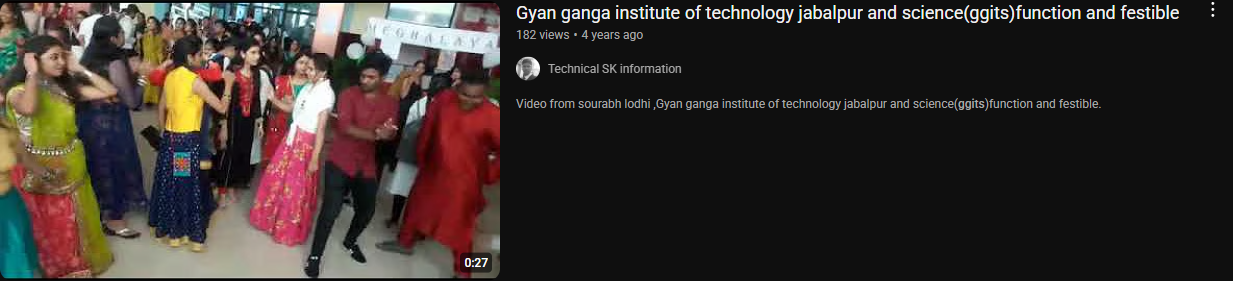 Gyan ganga institute of technology jabalpur and science(ggits)function and festible
182 views • 4 years ago
Technical SK information
Video from sourabh lodhi ,Gyan ganga institute of technology jabalpur and science(ggits)function and festible.
MEGHALAYA
0:27